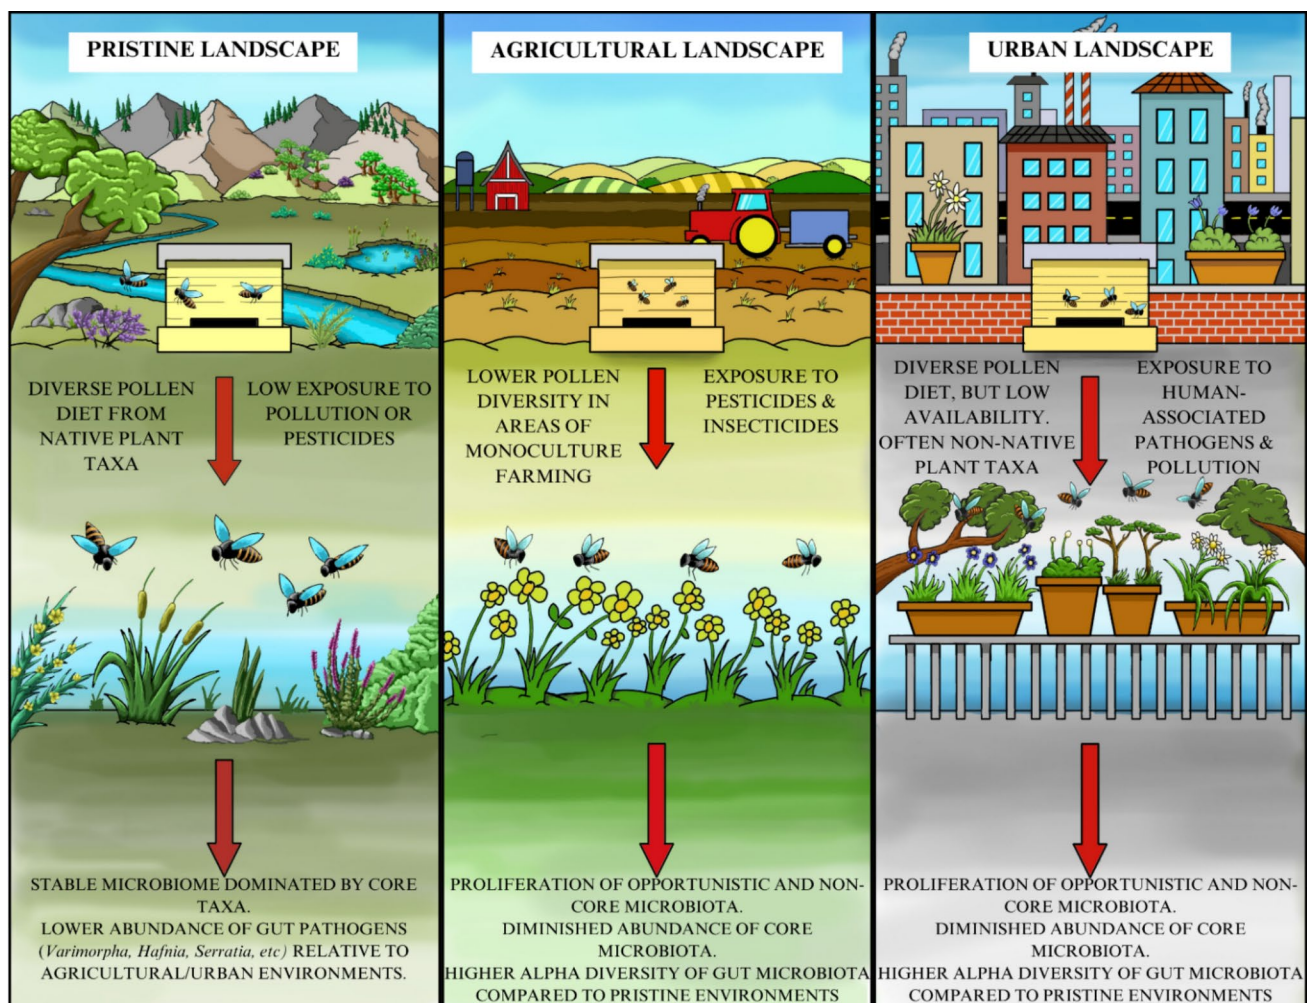 PRISTINE LANDSCAPE
DIVERSE POLLEN
DIET FROM
NATIVE PLANT
TAXA
LOW EXPOSURE TO
POLLUTION OR
PESTICIDES
STABLE MICROBIOME DOMINATED BY CORE
TAXA.
LOWER ABUNDANCE OF GUT PATHOGENS
(Varimorpha, Hafnia, Serratia, etc) RELATIVE TO
AGRICULTURAL/URBAN ENVIRONMENTS.
AGRICULTURAL LANDSCAPE
LOWER POLLEN
DIVERSITY IN
AREAS OF
MONOCULTURE
FARMING
EXPOSURE TO
PESTICIDES &
INSECTICIDES
PROLIFERATION OF OPPORTUNISTIC AND NON-
CORE MICROBIOTA.
DIMINISHED ABUNDANCE OF CORE
MICROBIOTA.
HIGHER ALPHA DIVERSITY OF GUT MICROBIOTA
COMPARED TO PRISTINE ENVIRONMENTS
URBAN LANDSCAPE
DIVERSE POLLEN
DIET, BUT LOW
AVAILABILITY.
OFTEN NON-NATIVE
PLANT TAXA
EXPOSURE TO
HUMAN-
ASSOCIATED
PATHOGENS &
POLLUTION
PROLIFERATION OF OPPORTUNISTIC AND NON-
CORE MICROBIOTA.
DIMINISHED ABUNDANCE OF CORE
MICROBIOTA.
HIGHER ALPHA DIVERSITY OF GUT MICROBIOTA
COMPARED TO PRISTINE ENVIRONMENTS